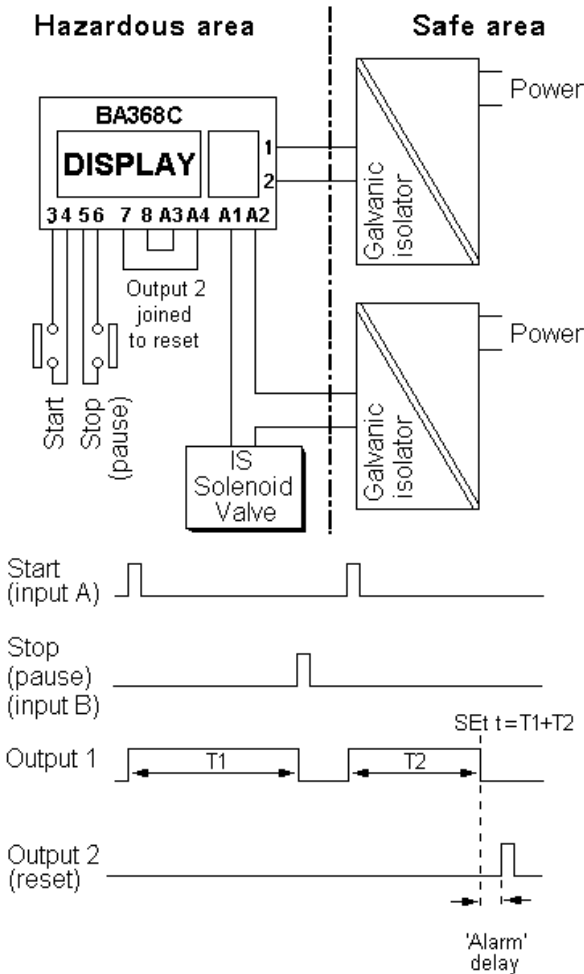 Hazardous area
Safe area
BA368C
DISPLAY
1
2
3 4 5 6 7 8 A3 A4 A1 A2
Galvanic
isolator
Power
Output 2
joined
to reset
Start
Stop
(pause)
IS
Solenoid
Valve
Galvanic
isolator
Power
Start
(input A)
Stop
(pause)
(input B)
SEt t=T1+T2
Output 1
T1
T2
Output 2
(reset)
'Alarm'
delay